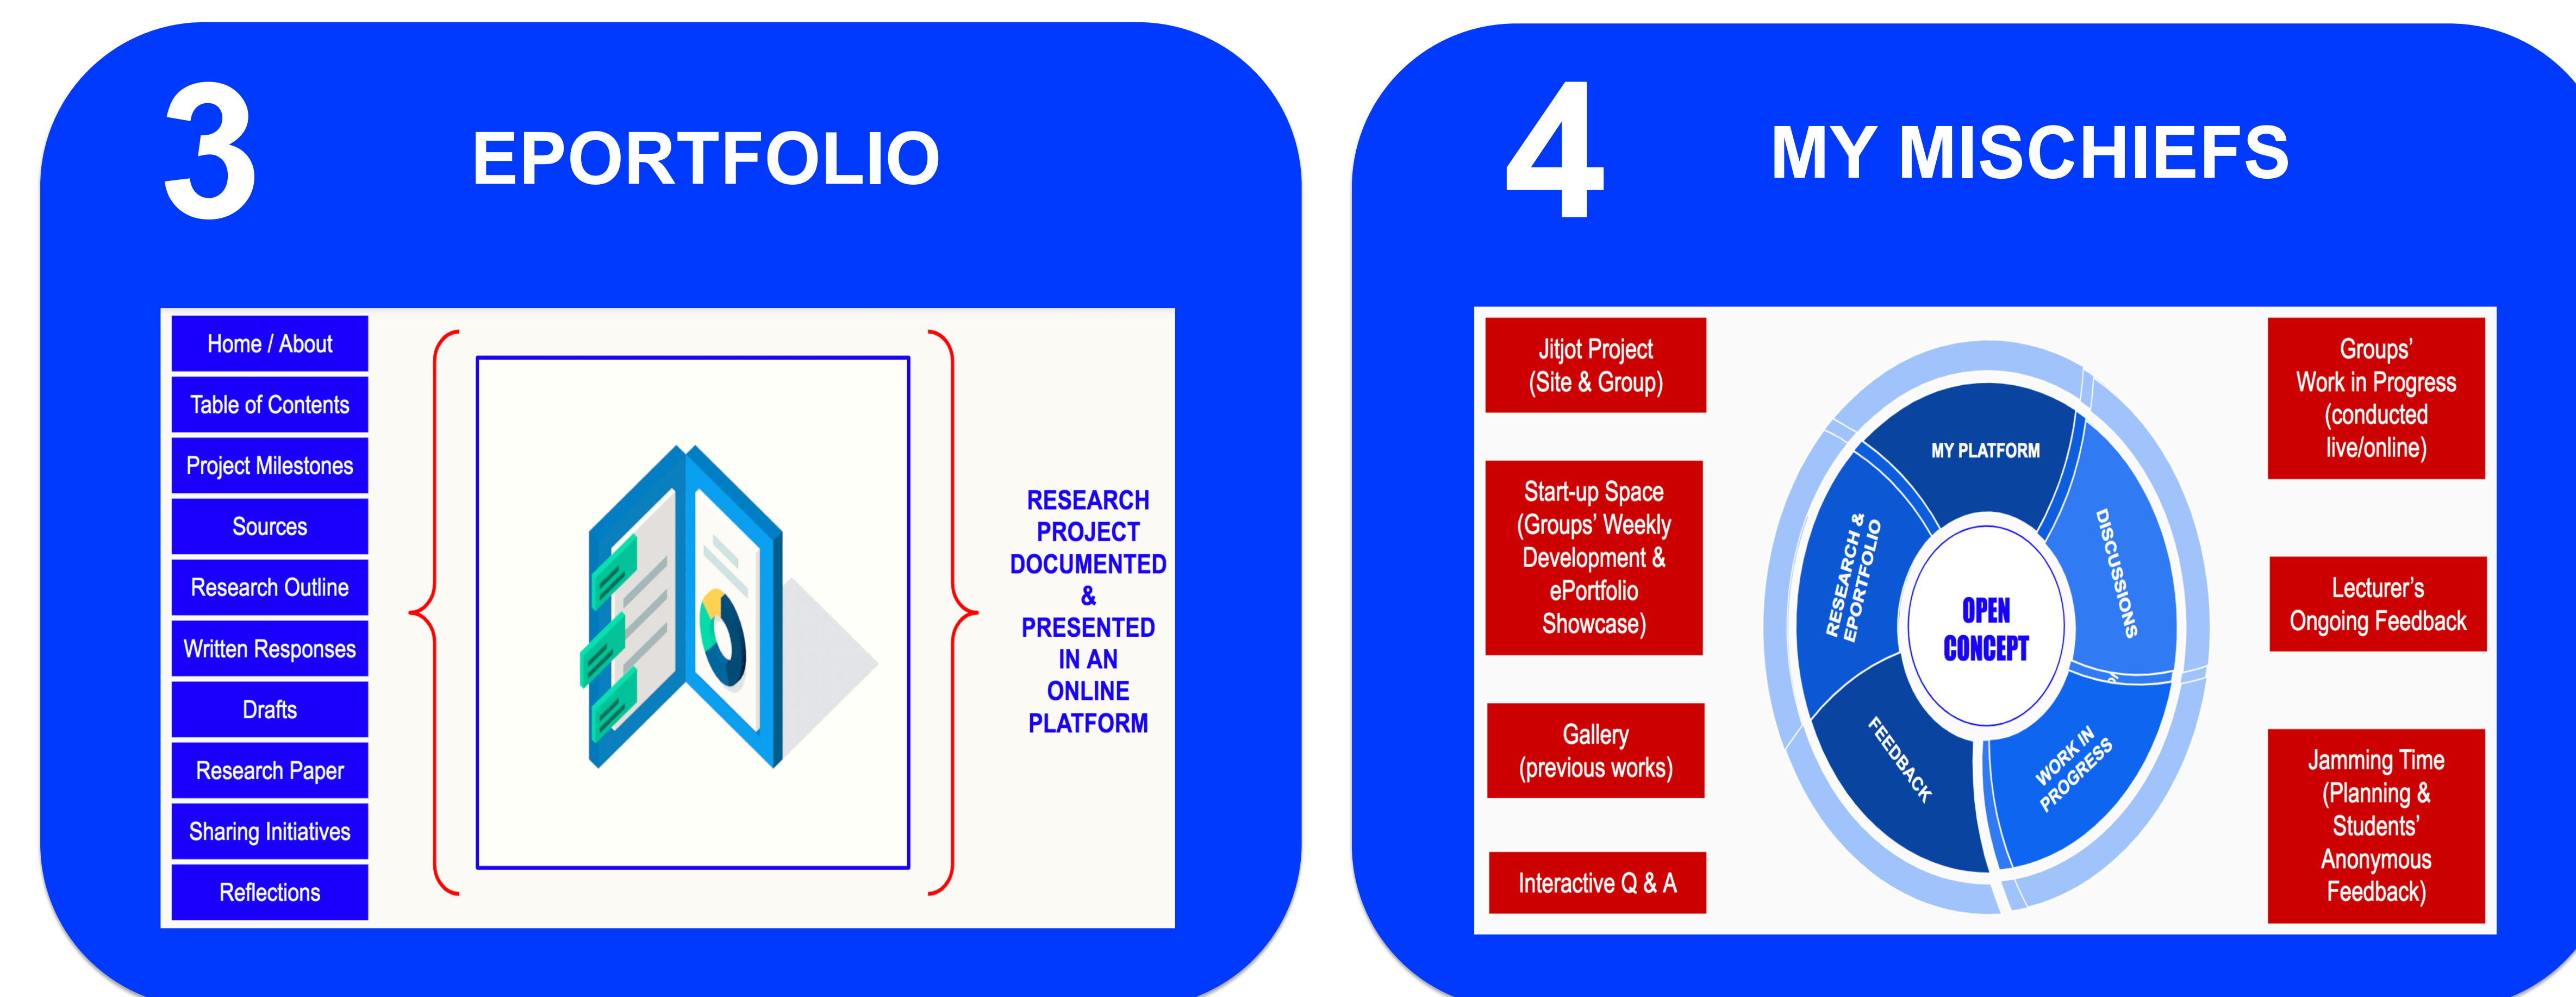 3
EPORTFOLIO
Home / About
Table of Contents
Project Milestones
Sources
Research Outline
Written Responses
Drafts
Research Paper
Sharing Initiatives
Reflections
RESEARCH
PROJECT
DOCUMENTED
&
PRESENTED
IN AN
ONLINE
PLATFORM
4
MY MISCHIEFS
Jitjot Project
(Site & Group)
Start-up Space
(Groups' Weekly
Development &
ePortfolio
Showcase)
Gallery
(previous works)
Interactive Q & A
MY PLATFORM
DISCUSSIONS
WORK IN
PROGRESS
FEEDBACK
RESEARCH &
EPORTFOLIO
OPEN
CONCEPT
Groups'
Work in Progress
(conducted
live/online)
Lecturer's
Ongoing Feedback
Jamming Time
(Planning &
Students'
Anonymous
Feedback)